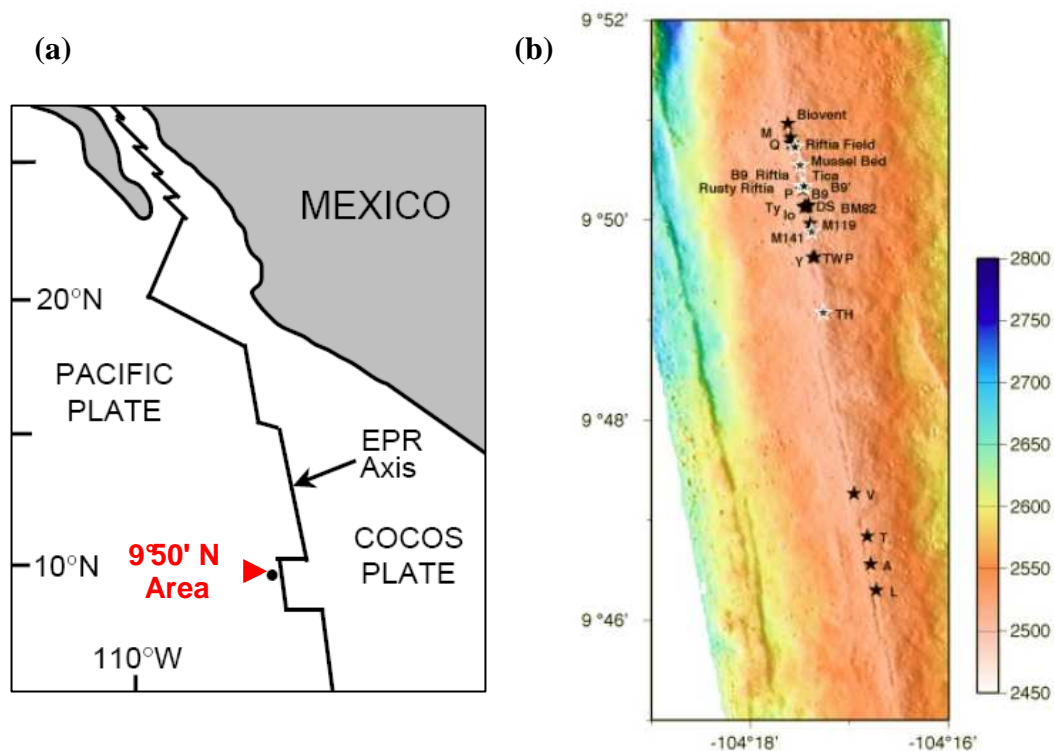 (a)
MEXICO
20°N
PACIFIC
PLATE
EPR
Axis
COCOS
PLATE
9°50' N
Area
10°N
110°W
(b)
9°52'
9°50'
9°48'
9°46'
Biovent
M
Q
Riftia Field
Mussel Bed
B9 Riftia
Tica
Rusty Riftia
P
B9
B9'
Ty
Io
DS
BM82
M119
M141
Y
TWP
TH
V
T
A
L
-104°18'
-104°16'
2800
2750
2700
2650
2600
2550
2500
2450